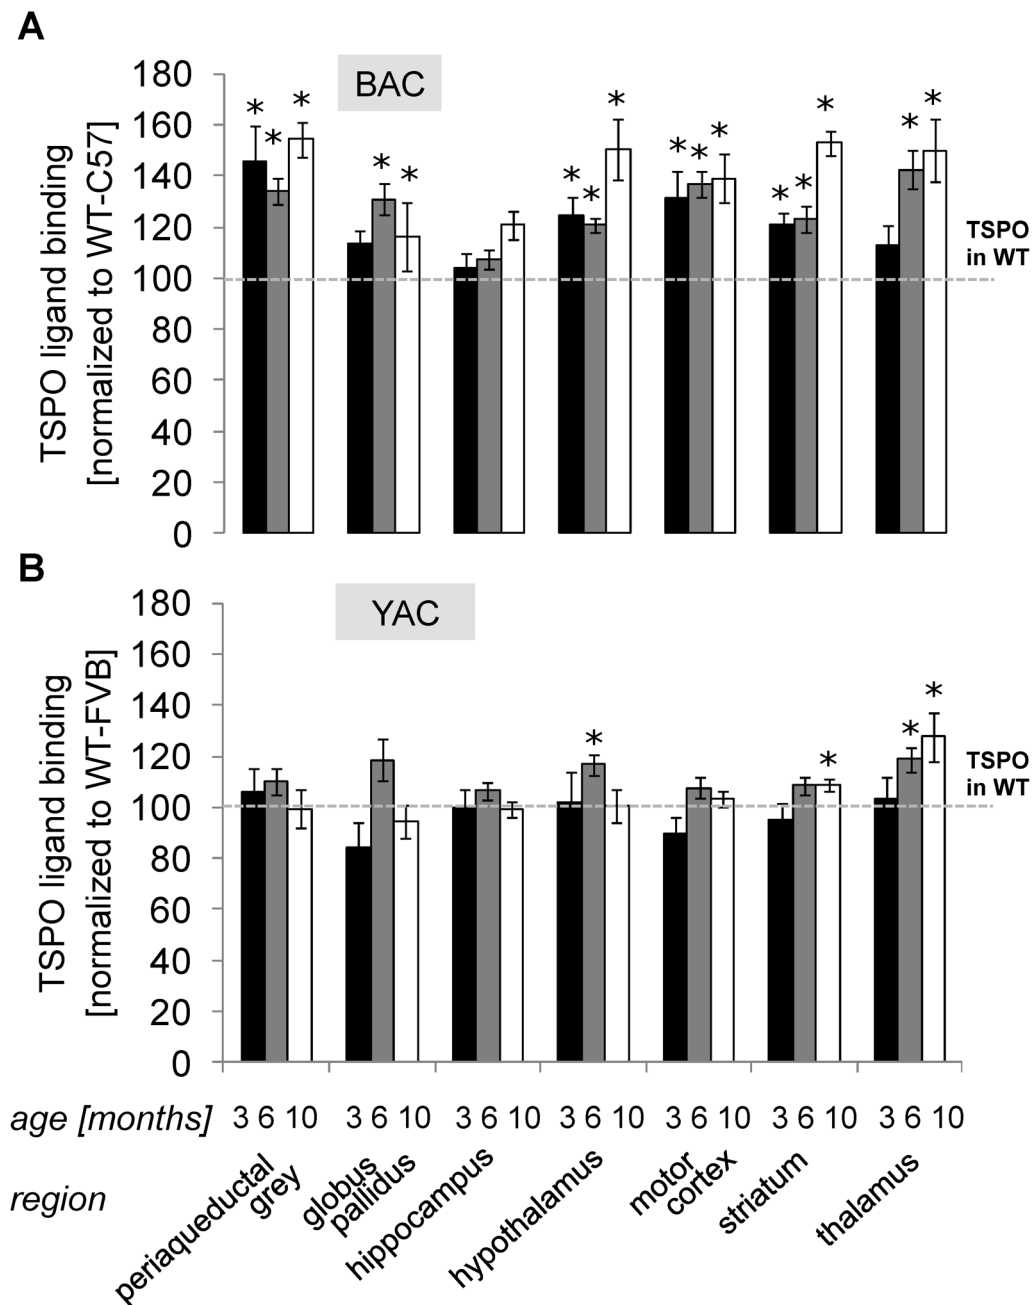 A
BAC
TSPO ligand binding
[normalized to WT-C57]
180
160
140
120
100
80
60
40
20
0
* * *
* *
* * *
* * *
* * *
* *
TSPO
in WT
B
YAC
TSPO ligand binding
[normalized to WT-FVB]
180
160
140
120
100
80
60
40
20
0
*
*
* *
TSPO
in WT
age [months] 3 6 10 3 6 10 3 6 10 3 6 10 3 6 10 3 6 10 3 6 10
region
periaqueductal
grey
globus
pallidus
hippocampus
hypothalamus
motor
cortex
striatum
thalamus